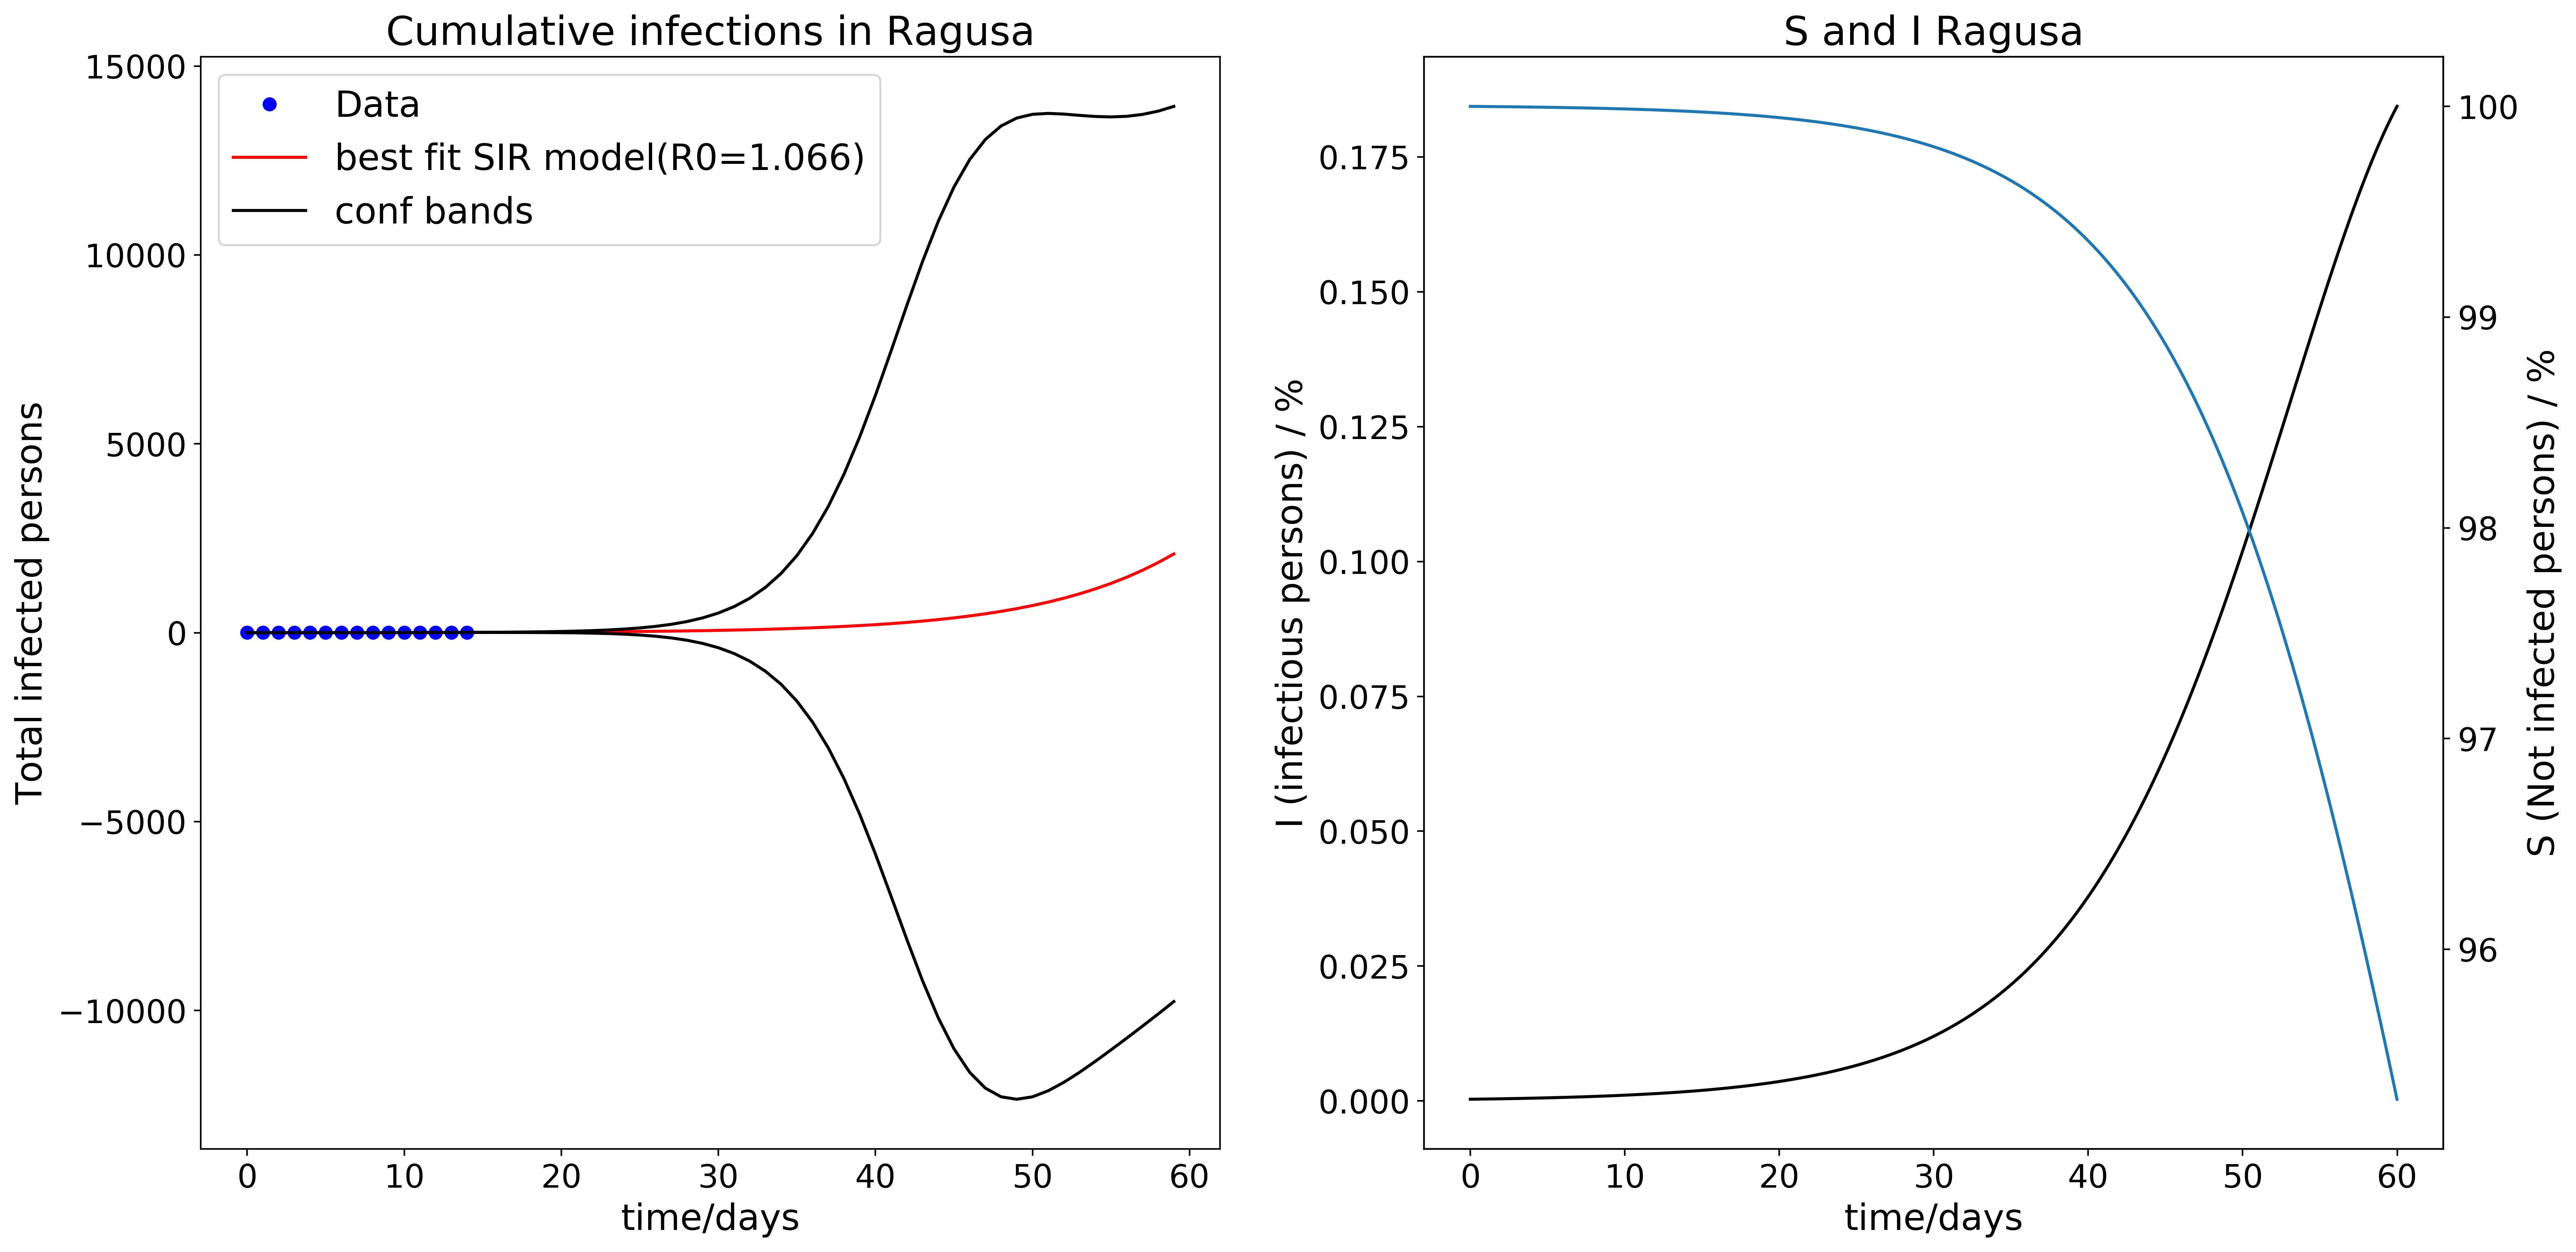 Cumulative infections in Ragusa
Data
best fit SIR model(R0=1.066)
conf bands
Total infected persons
15000
10000
5000
0
−5000
−10000
0 10 20 30 40 50 60
time/days
S and I Ragusa
I (infectious persons) / %
0.175
0.150
0.125
0.100
0.075
0.050
0.025
0.000
0 10 20 30 40 50 60
time/days
100
99
98
97
96
S (Not infected persons) / %